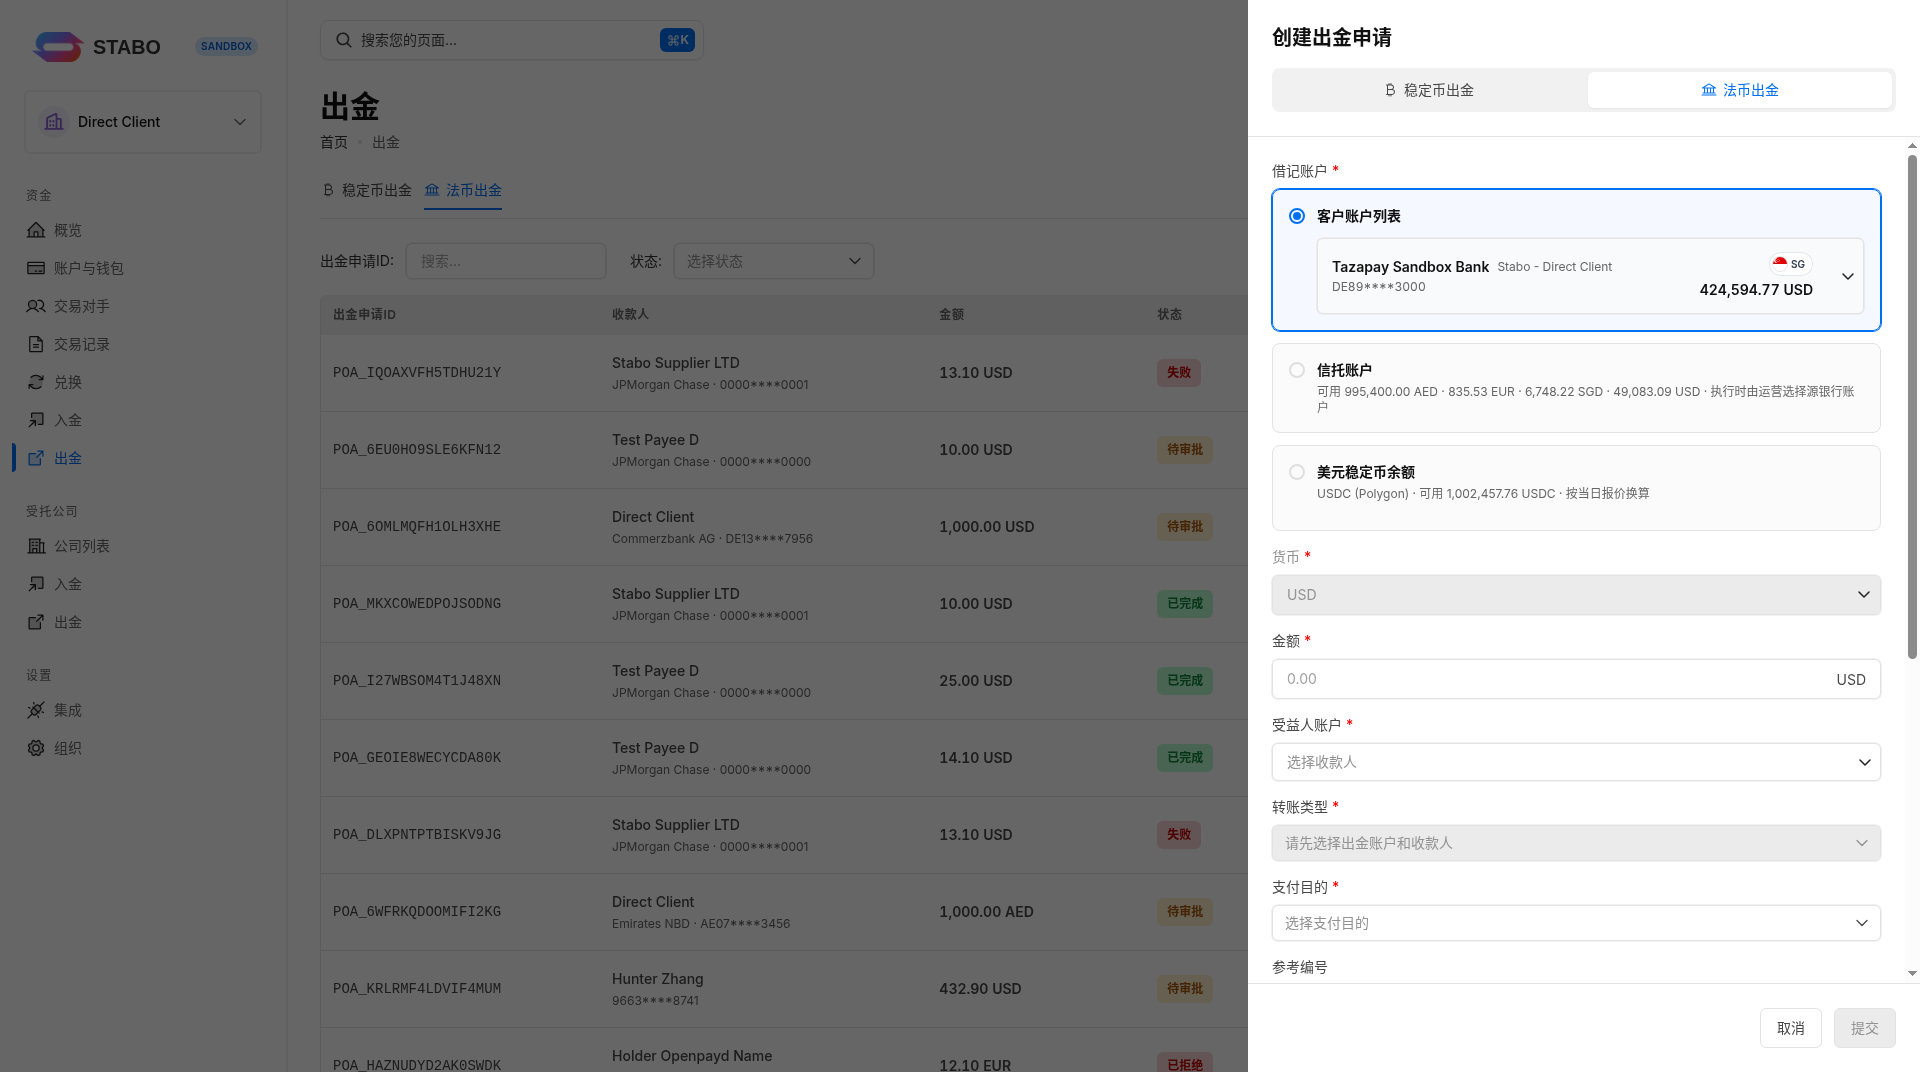 STABO
SANDBOX
Direct Client
资金
概览
账户与钱包
交易对手
交易记录
兑换
入金
出金
受托公司
公司列表
入金
出金
设置
集成
组织
搜索您的页面...
⌘K
出金
首页 • 出金
稳定币出金
法币出金
出金申请ID:
搜索...
状态:
选择状态
出金申请ID 收款人 金额 状态
POA_IQOAXVFH5TDHU21Y
Stabo Supplier LTD
JPMorgan Chase · 0000****0001
13.10 USD
失败
POA_6EU0HO9SLE6KFN12
Test Payee D
JPMorgan Chase · 0000****0000
10.00 USD
待审批
POA_6OMLMQFH1OLH3XHE
Direct Client
Commerzbank AG · DE13****7956
1,000.00 USD
待审批
POA_MKXCOWEDPOJSODNG
Stabo Supplier LTD
JPMorgan Chase · 0000****0001
10.00 USD
已完成
POA_I27WBSOM4T1J48XN
Test Payee D
JPMorgan Chase · 0000****0000
25.00 USD
已完成
POA_GEOIE8WECYCDA80K
Test Payee D
JPMorgan Chase · 0000****0000
14.10 USD
已完成
POA_DLXPNTPTBISKV9JG
Stabo Supplier LTD
JPMorgan Chase · 0000****0001
13.10 USD
失败
POA_6WFRKQDOOMIFI2KG
Direct Client
Emirates NBD · AE07****3456
1,000.00 AED
待审批
POA_KRLRMF4LDVIF4MUM
Hunter Zhang
9663****8741
432.90 USD
待审批
POA_HAZNUDYD2AK0SWDK
Holder Openpayd Name
12.10 EUR
已拒绝
创建出金申请
稳定币出金
法币出金
借记账户 *
客户账户列表
Tazapay Sandbox Bank Stabo - Direct Client
DE89****3000
SG
424,594.77 USD
信托账户
可用 995,400.00 AED · 835.53 EUR · 6,748.22 SGD · 49,083.09 USD · 执行时由运营选择源银行账
户
美元稳定币余额
USDC (Polygon) · 可用 1,002,457.76 USDC · 按当日报价换算
货币 *
USD
金额 *
0.00
USD
受益人账户 *
选择收款人
转账类型 *
请先选择出金账户和收款人
支付目的 *
选择支付目的
参考编号
取消
提交